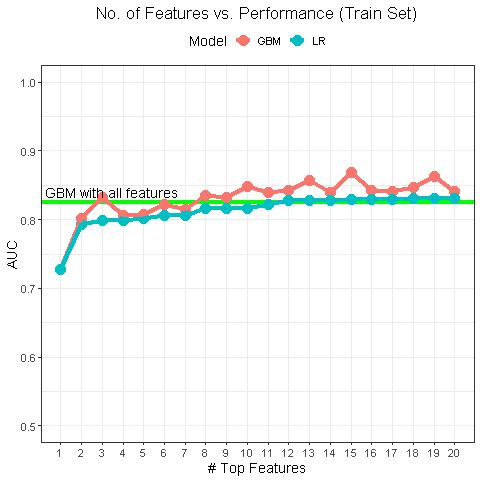 No. of Features vs. Performance (Train Set)
Model GBM LR
1.0
0.9
GBM with all features
0.8
AUC
0.7
0.6
0.5
1 2 3 4 5 6 7 8 9 10 11 12 13 14 15 16 17 18 19 20
# Top Features